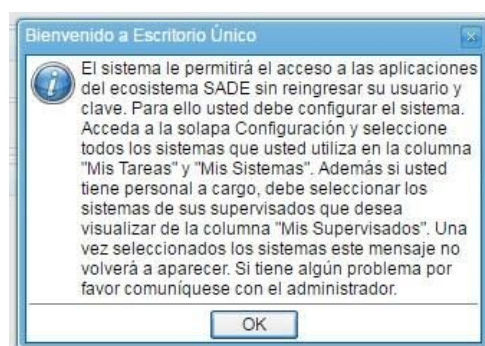 Bienvenido a Escritorio Único
El sistema le permitirá el acceso a las aplicaciones
del ecosistema SADE sin reingresar su usuario y
clave. Para ello usted debe configurar el sistema.
Acceda a la solapa Configuración y seleccione
todos los sistemas que usted utiliza en la columna
"Mis Tareas" y "Mis Sistemas". Además si usted
tiene personal a cargo, debe seleccionar los
sistemas de sus supervisados que desea
visualizar de la columna "Mis Supervisados". Una
vez seleccionados los sistemas este mensaje no
volverá a aparecer. Si tiene algún problema por
favor comuníquese con el administrador.
OK